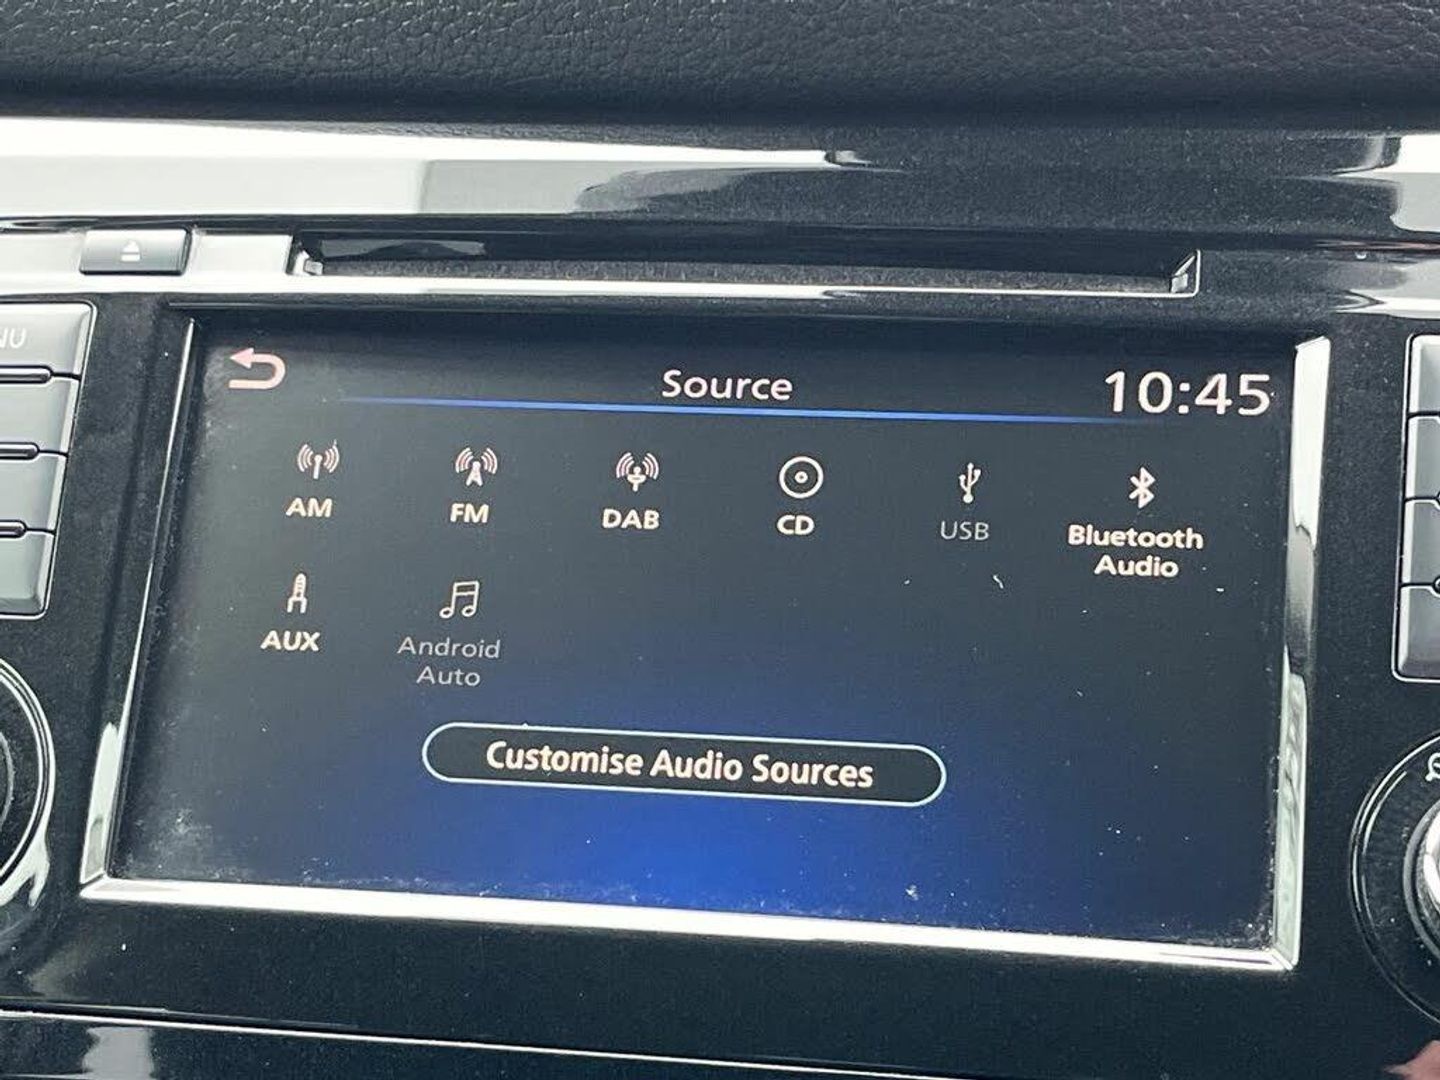 Source
10:45
AM
FM
DAB
CD
USB
Bluetooth
Audio
AUX
Android
Auto
Customise Audio Sources